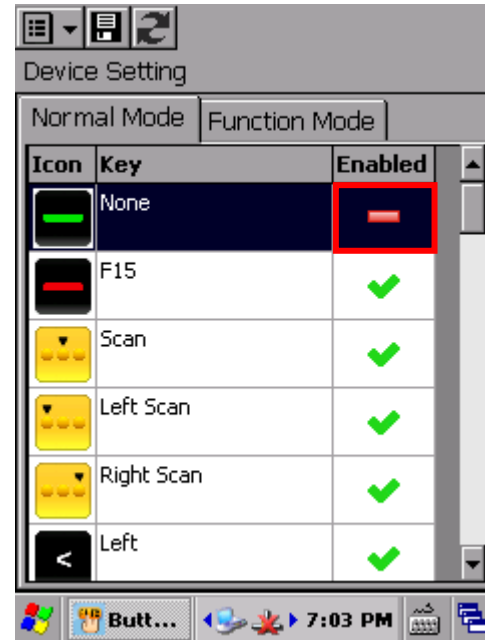 Device Setting
Normal Mode Function Mode
Icon Key Enabled
None
F15
Scan
Left Scan
Right Scan
< Left
Butt... 7:03 PM